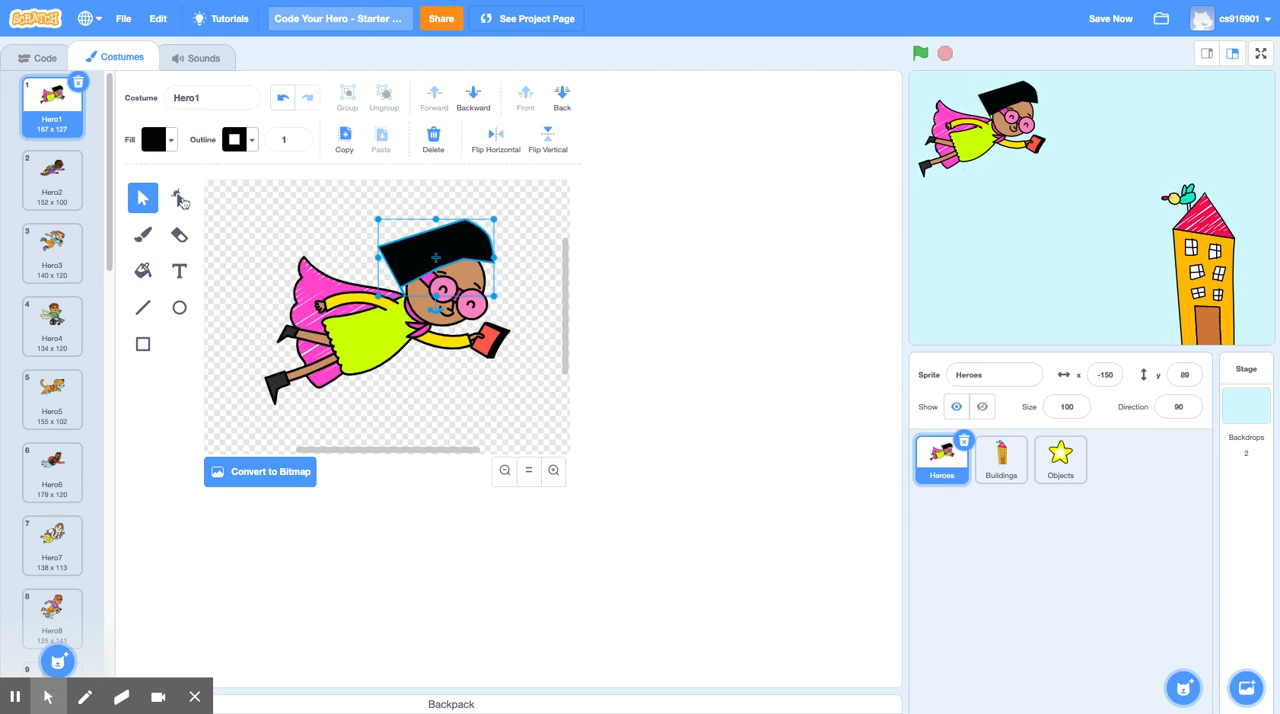 SCRATCH File Edit Tutorials Code Your Hero - Starter ... Share See Project Page Save Now cs916901
Code Costumes Sounds
1
Hero1
167 x 127
2
Hero2
152 x 100
3
Hero3
140 x 120
4
Hero4
134 x 120
5
Hero5
155 x 102
6
Hero6
179 x 120
7
Hero7
138 x 113
8
Hero8
125 x 141
9
Costume Hero1 Group Ungroup Forward Backward Front Back
Fill Outline 1 Copy Paste Delete Flip Horizontal Flip Vertical
Convert to Bitmap
Backpack
Sprite Heroes x -150 y 89
Show Size 100 Direction 90
Heroes Buildings Objects
Stage
Backdrops
2